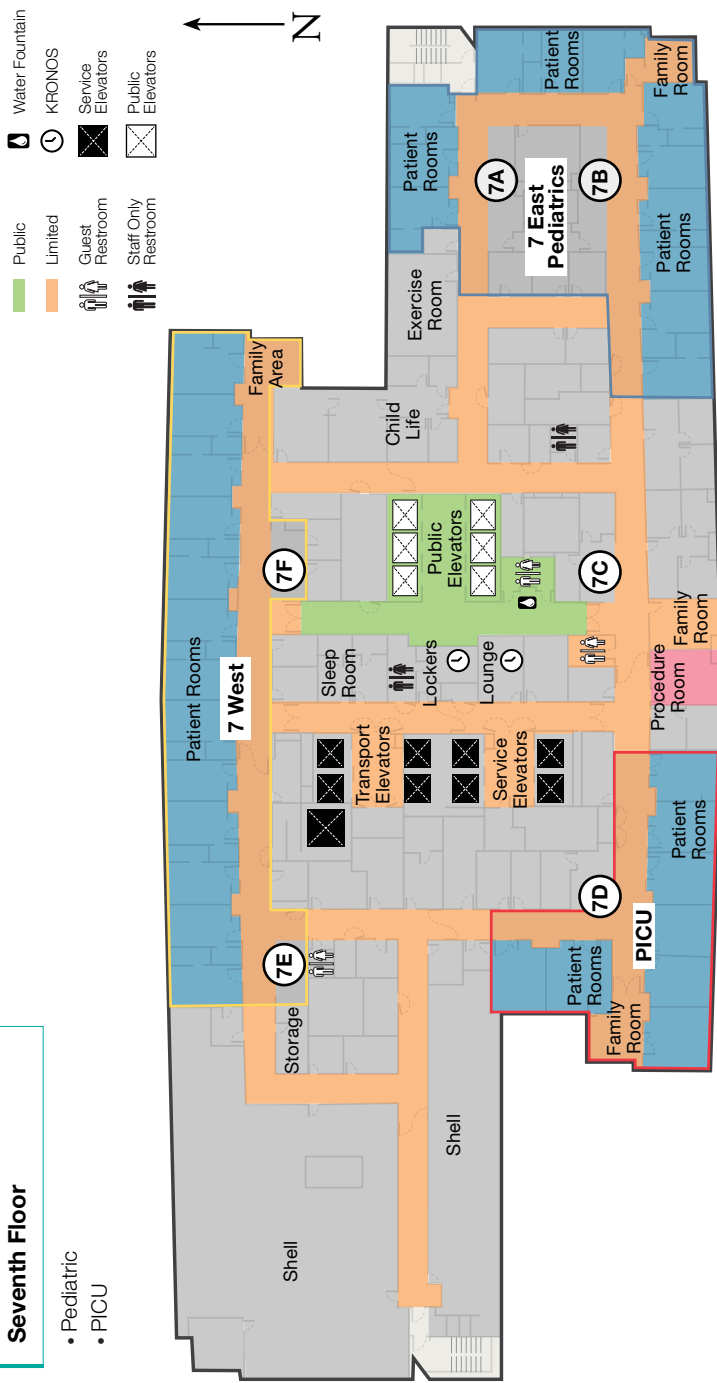 Seventh Floor
• Pediatric
• PICU
Public
Limited
Guest
Restroom
Staff Only
Restroom
Water Fountain
KRONOS
Service
Elevators
Public
Elevators
N
Patient Rooms
7 West
Family
Area
7E
7F
Storage
Shell
Shell
Sleep
Room
Transport
Elevators
Lockers
Lounge
Service
Elevators
Public
Elevators
Child
Life
Exercise
Room
Patient
Rooms
Patient
Rooms
7A
7 East
Pediatrics
7B
Family
Room
Patient
Rooms
7C
7D
Patient
Rooms
PICU
Family
Room
Patient
Rooms
Procedure
Room
Family
Room